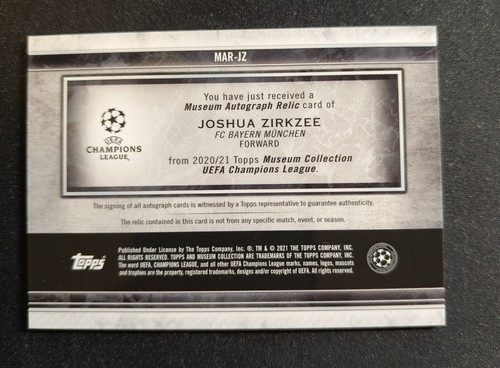 MAR-JZ
You have just received a
Museum Autograph Relic card of
JOSHUA ZIRKZEE
FC BAYERN MÜNCHEN
FORWARD
from 2020/21 Topps Museum Collection
UEFA Champions League.
UEFA
CHAMPIONS
LEAGUE
The signing of all autograph cards is witnessed by a Topps representative to guarantee authenticity.
The relic contained in this card is not from any specific match, event, or season.
topps
Published Under License by The Topps Company, Inc. ®, TM & © 2021 THE TOPPS COMPANY, INC.
ALL RIGHTS RESERVED. TOPPS AND MUSEUM COLLECTION ARE TRADEMARKS OF THE TOPPS COMPANY, INC.
The word UEFA, CHAMPIONS LEAGUE, and all other UEFA Champions League marks, names, logos, mascots
and trophies are the property, registered trademarks, designs and/or copyright of UEFA. All rights reserved.